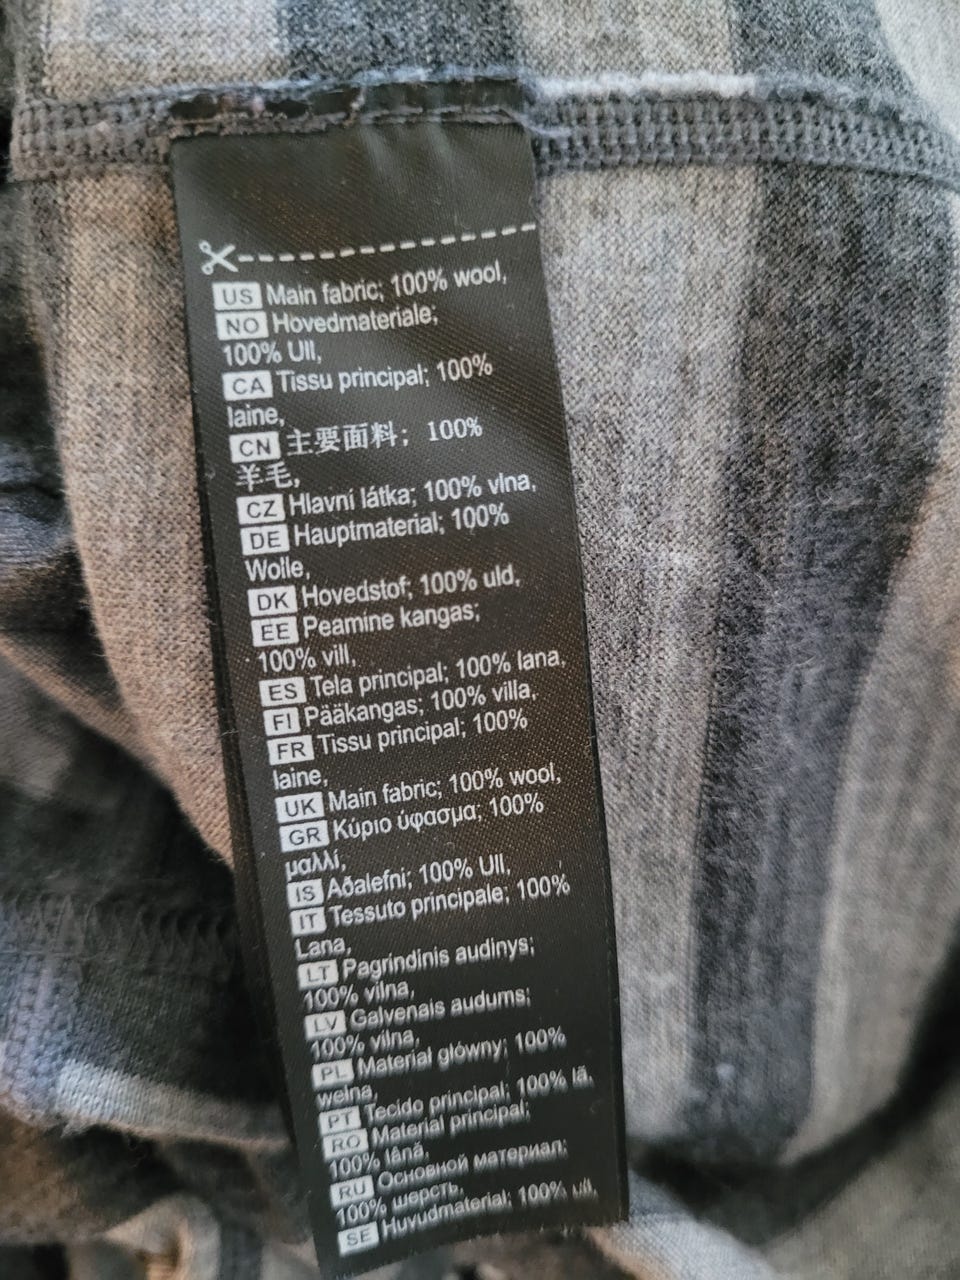 US Main fabric; 100% wool,
NO Hovedmateriale;
100% Ull,
CA Tissu principal; 100%
laine,
CN 主要面料; 100%
羊毛,
CZ Hlavní látka; 100% vlna,
DE Hauptmaterial; 100%
Wolle,
DK Hovedstof; 100% uld,
EE Peamine kangas;
100% vill,
ES Tela principal; 100% lana,
FI Pääkangas; 100% villa,
FR Tissu principal; 100%
laine,
UK Main fabric; 100% wool,
GR Κύριο ύφασμα; 100%
μαλλί,
IS Aðalefni; 100% Ull,
IT Tessuto principale; 100%
Lana,
LT Pagrindinis audinys;
100% vilna,
LV Galvenais audums;
100% vilna,
PL Materiał główny; 100%
wełna,
PT Tecido principal; 100% lã,
RO Material principal;
100% lână,
RU Основной материал;
100% шерсть,
SE Huvudmaterial; 100% ull,